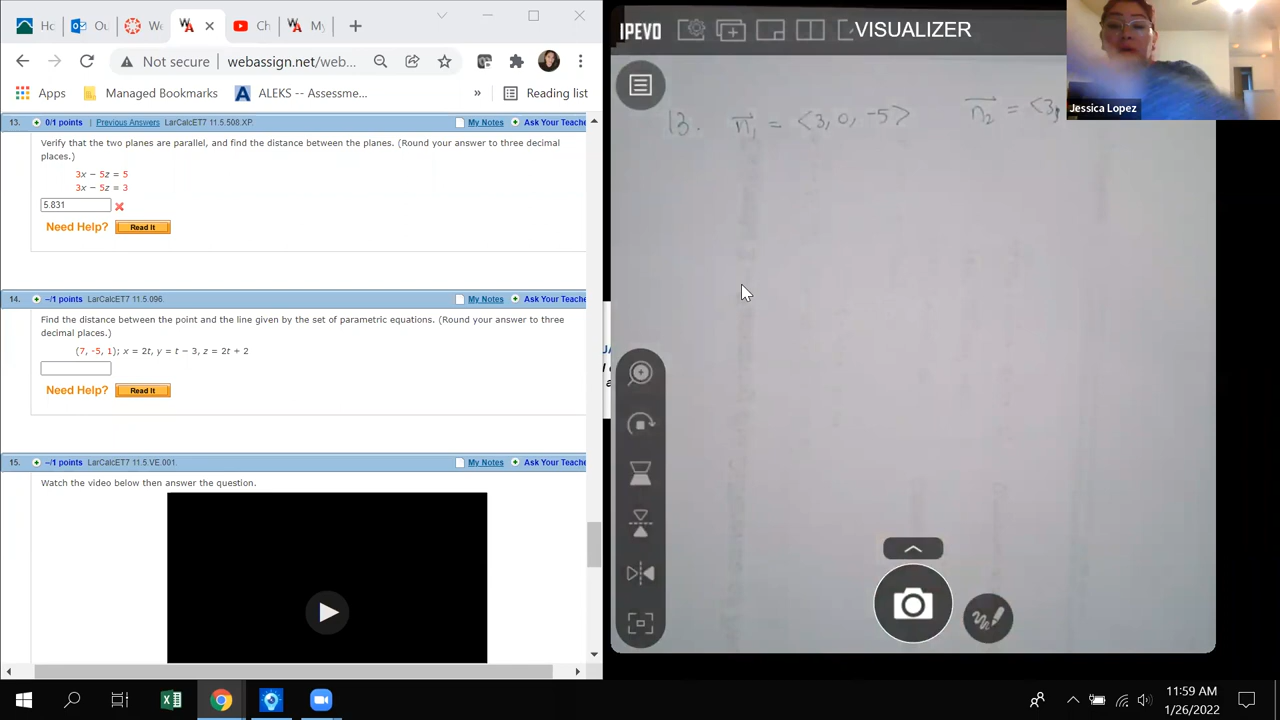 Ho
Ou
W
Ch
My
Not secure
webassign.net/web...
Apps
Managed Bookmarks
ALEKS -- Assessme...
»
Reading list
13.
0/1 points
Previous Answers
LarCalcET7 11.5.508.XP.
My Notes
Ask Your Teache
Verify that the two planes are parallel, and find the distance between the planes. (Round your answer to three decimal
places.)
3x − 5z = 5
3x − 5z = 3
5.831
Need Help?
Read It
14.
–/1 points
LarCalcET7 11.5.096.
My Notes
Ask Your Teache
Find the distance between the point and the line given by the set of parametric equations. (Round your answer to three
decimal places.)
(7, -5, 1); x = 2t, y = t − 3, z = 2t + 2
Need Help?
Read It
15.
–/1 points
LarCalcET7 11.5.VE.001.
My Notes
Ask Your Teache
Watch the video below then answer the question.
IPEVO
VISUALIZER
13. n₁ = <3, 0, -5>
n₂ = <3,
Jessica Lopez
11:59 AM
1/26/2022